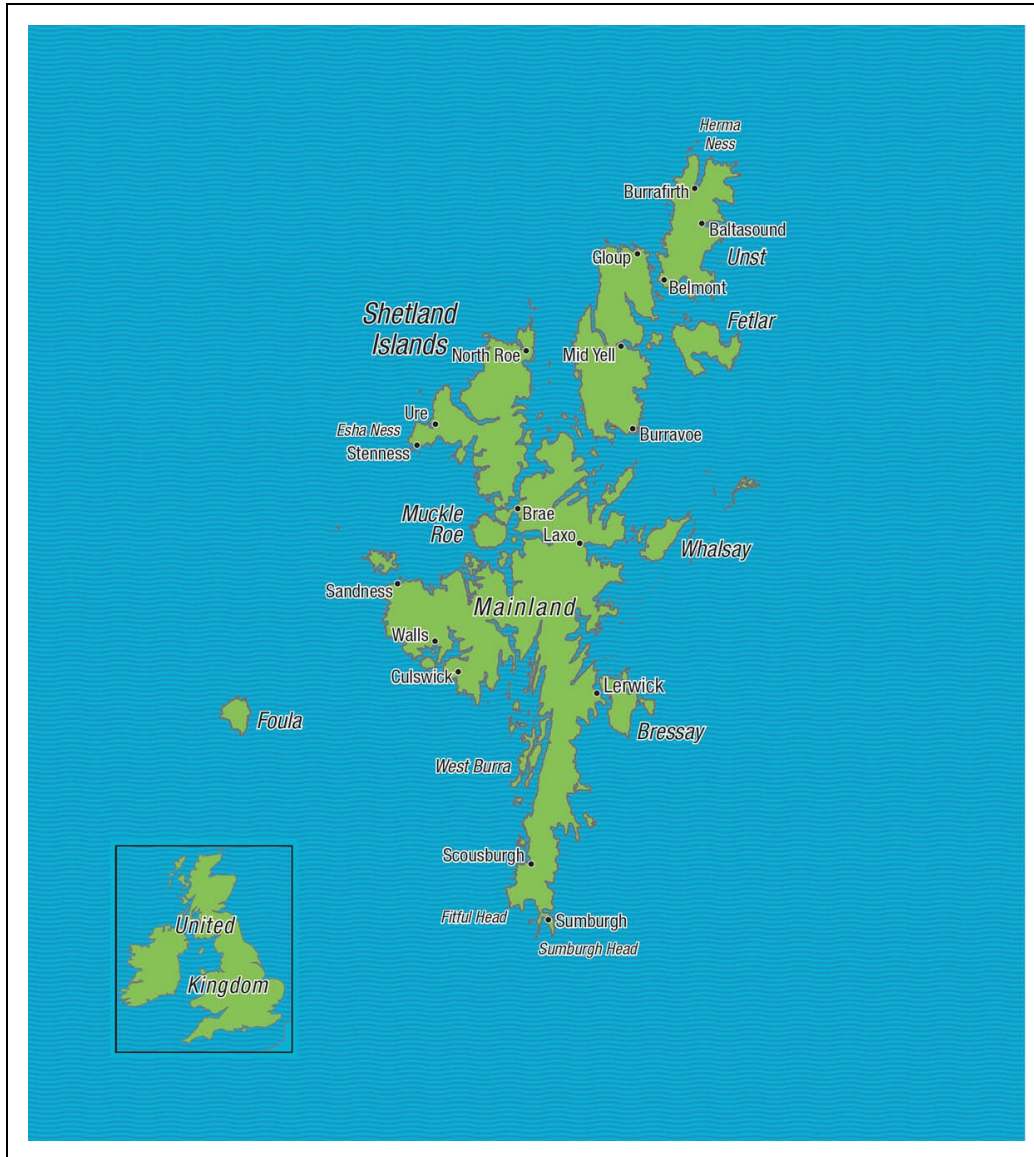 Herma
Ness
Burrafirth
Baltasound
Unst
Gloup
Belmont
Shetland
Islands
Fetlar
North Roe
Mid Yell
Ure
Esha Ness
Stenness
Burravoe
Muckle
Roe
Brae
Laxo
Whalsay
Sandness
Mainland
Walls
Culswick
Lerwick
Foula
Bressay
West Burra
Scousburgh
Fitful Head
Sumburgh
Sumburgh Head
United
Kingdom